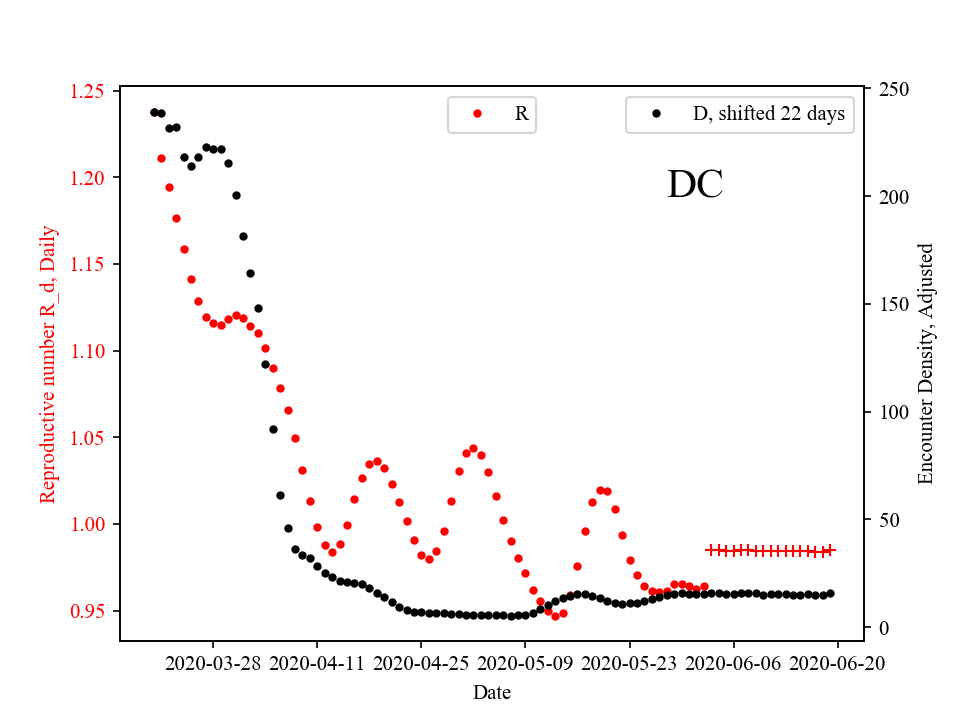 R
D, shifted 22 days
DC
Reproductive number R_d, Daily
1.25
1.20
1.15
1.10
1.05
1.00
0.95
250
200
150
100
50
0
Encounter Density, Adjusted
2020-03-28 2020-04-11 2020-04-25 2020-05-09 2020-05-23 2020-06-06 2020-06-20
Date